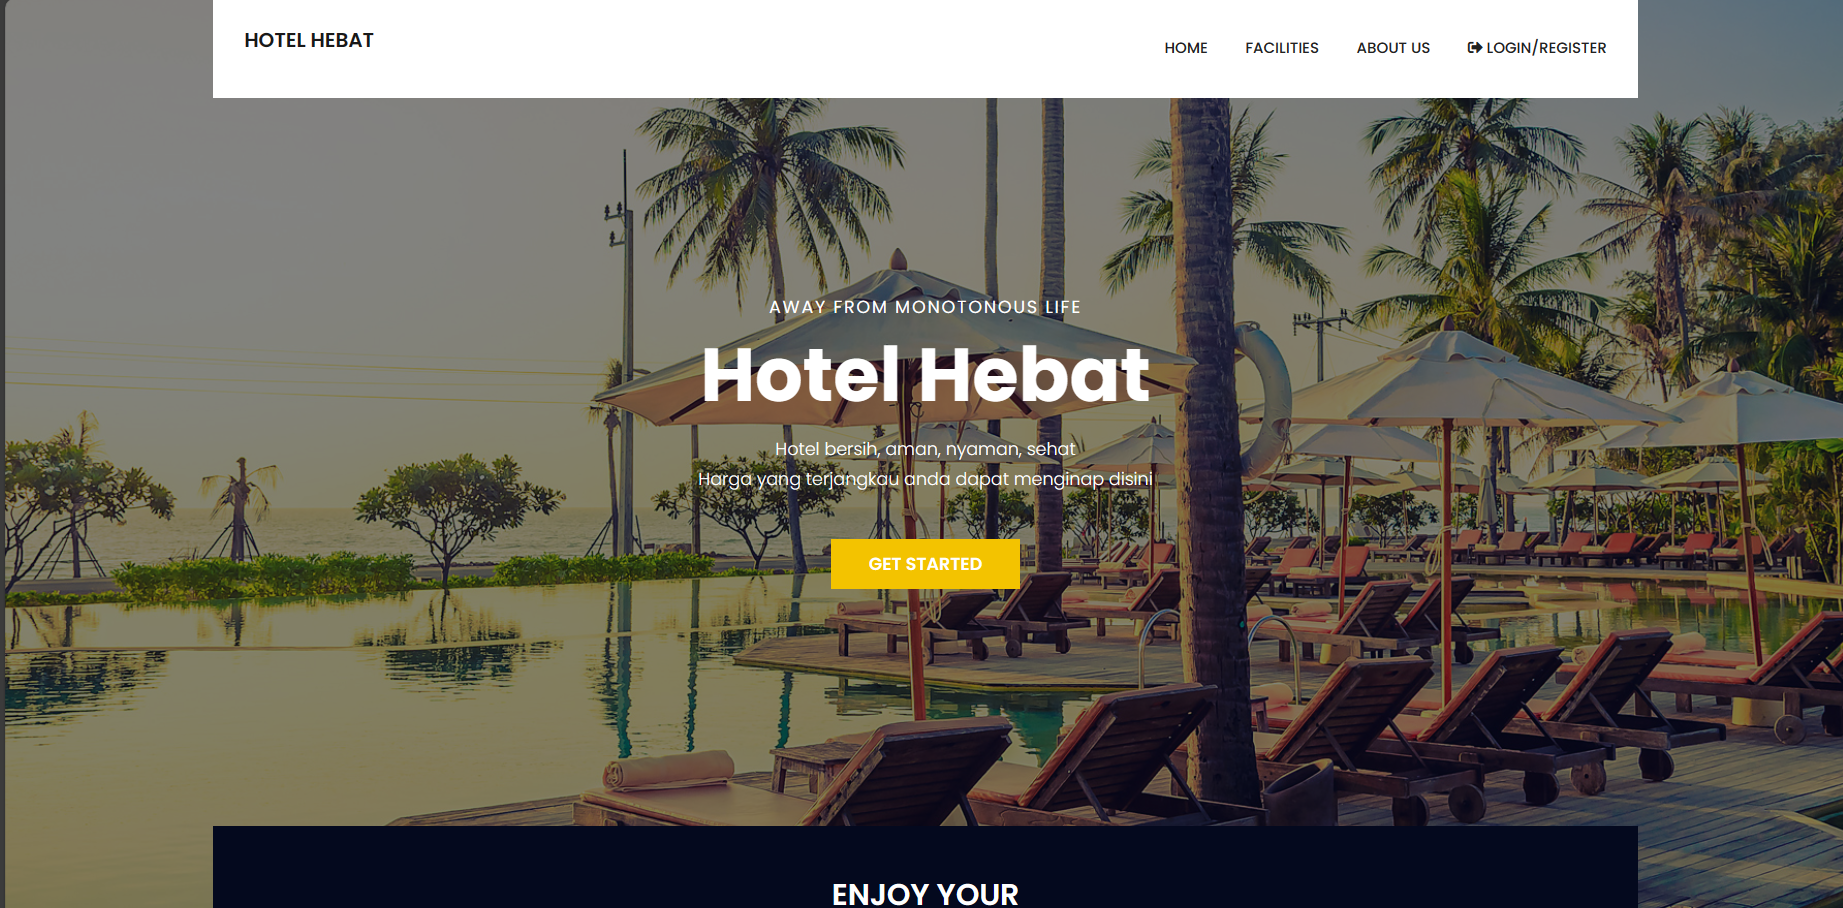 HOTEL HEBAT
HOME FACILITIES ABOUT US LOGIN/REGISTER
AWAY FROM MONOTONOUS LIFE
Hotel Hebat
Hotel bersih, aman, nyaman, sehat
Harga yang terjangkau anda dapat menginap disini
GET STARTED
ENJOY YOUR